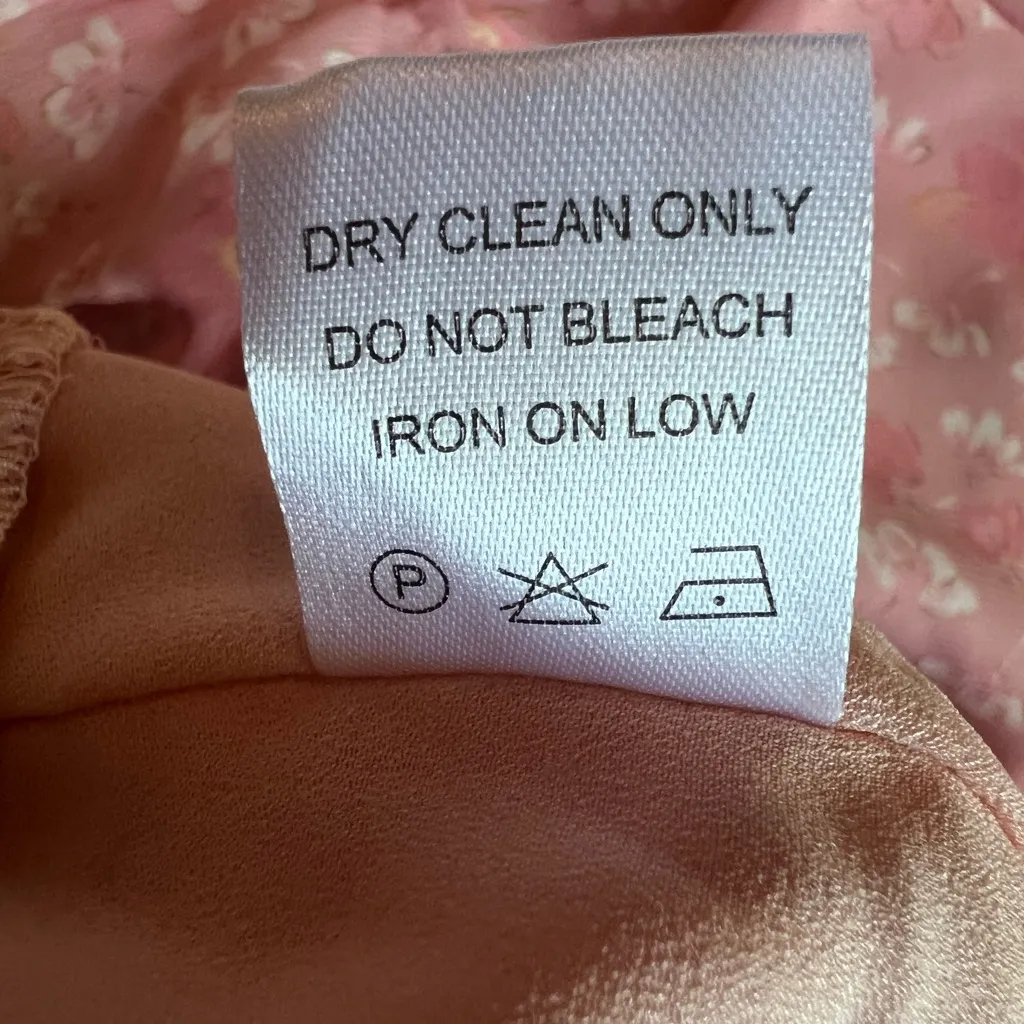 DRY CLEAN ONLY
DO NOT BLEACH
IRON ON LOW
P